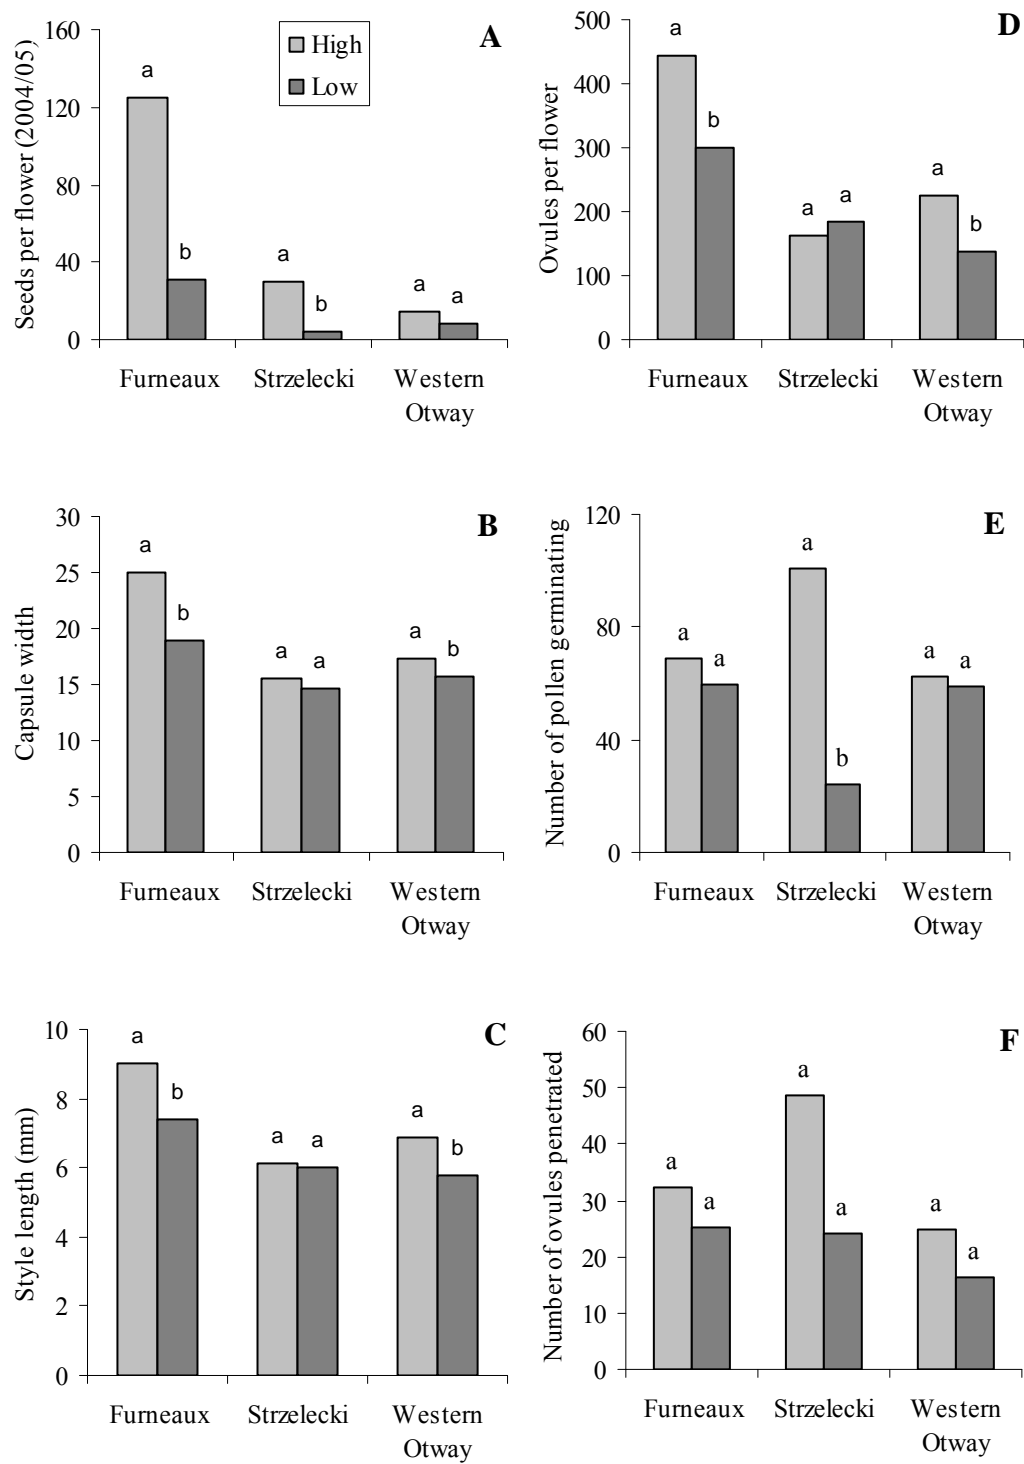 A
Seeds per flower (2004/05)
160
120
80
40
0
High
Low
a
b
a
b
a
a
Furneaux
Strzelecki
Western
Otway
D
Ovules per flower
500
400
300
200
100
0
a
b
a
a
a
b
Furneaux
Strzelecki
Western
Otway
B
Capsule width
30
25
20
15
10
5
0
a
b
a
a
a
b
Furneaux
Strzelecki
Western
Otway
E
Number of pollen germinating
120
80
40
0
a
a
a
b
a
a
Furneaux
Strzelecki
Western
Otway
C
Style length (mm)
10
8
6
4
2
0
a
b
a
a
a
b
Furneaux
Strzelecki
Western
Otway
F
Number of ovules penetrated
60
50
40
30
20
10
0
a
a
a
a
a
a
Furneaux
Strzelecki
Western
Otway